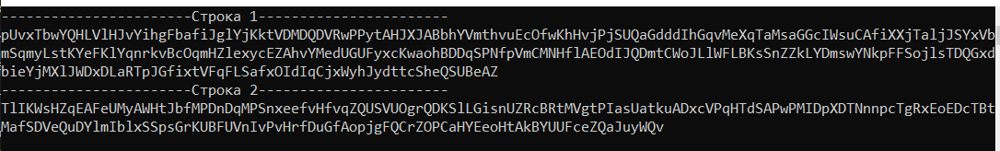 -----------------------Строка 1-----------------------
pUvxTbwYQHLVlHJvYihgFbafiJglYjKktVDMDQDVRwPPytAHJXJABbhYVmthvuEcOfwKhHvjPjSUQaGdddIhGqvMeXqTaMsaGGcIWsuCAfiXXjTaljJSYxVb
mSqmyLstKYeFKlYqnrkvBcOqmHZlexycEZAhvYMedUGUFyxcKwaohBDDqSPNfpVmCMNHflAEOdIJQDmtCWoJLlWFLBKsSnZZkLYDmswYNkpFFSojlsTDQGxd
bieYjMXlJWDxDLaRTpJGfixtVFqFLSafxOIdIqCjxWyhJydttcSheQSUBeAZ
-----------------------Строка 2-----------------------
TlIKWsHZqEAFeUMyAWHtJbfMPDnDqMPSnxeefvHfvqZQUSVUOgrQDKSlLGisnUZRcBRtMVgtPIasUatkuADxcVPqHTdSAPwPMIDpXDTNnnpcTgRxEoEDcTBt
MafSDVeQuDYlmIblxSSpsGrKUBFUVnIvPvHrfDuGfAopjgFQCrZOPCaHYEeoHtAkBYUUFceZQaJuyWQv